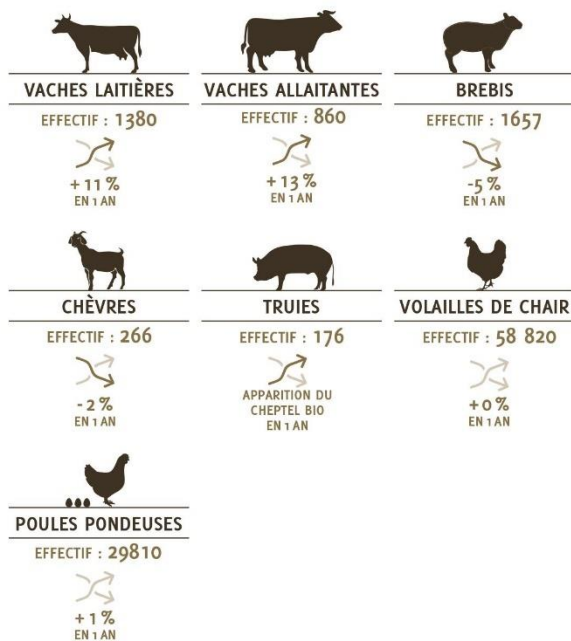 VACHES LAITIÈRES
EFFECTIF : 1380
+ 11 %
EN 1 AN
VACHES ALLAITANTES
EFFECTIF : 860
+ 13 %
EN 1 AN
BREBIS
EFFECTIF : 1657
-5 %
EN 1 AN
CHÈVRES
EFFECTIF : 266
-2 %
EN 1 AN
TRUIES
EFFECTIF : 176
APPARITION DU
CHEPTEL BIO
EN 1 AN
VOLAILLES DE CHAIR
EFFECTIF : 58 820
+0 %
EN 1 AN
POULES PONDEUSES
EFFECTIF : 29810
+1 %
EN 1 AN